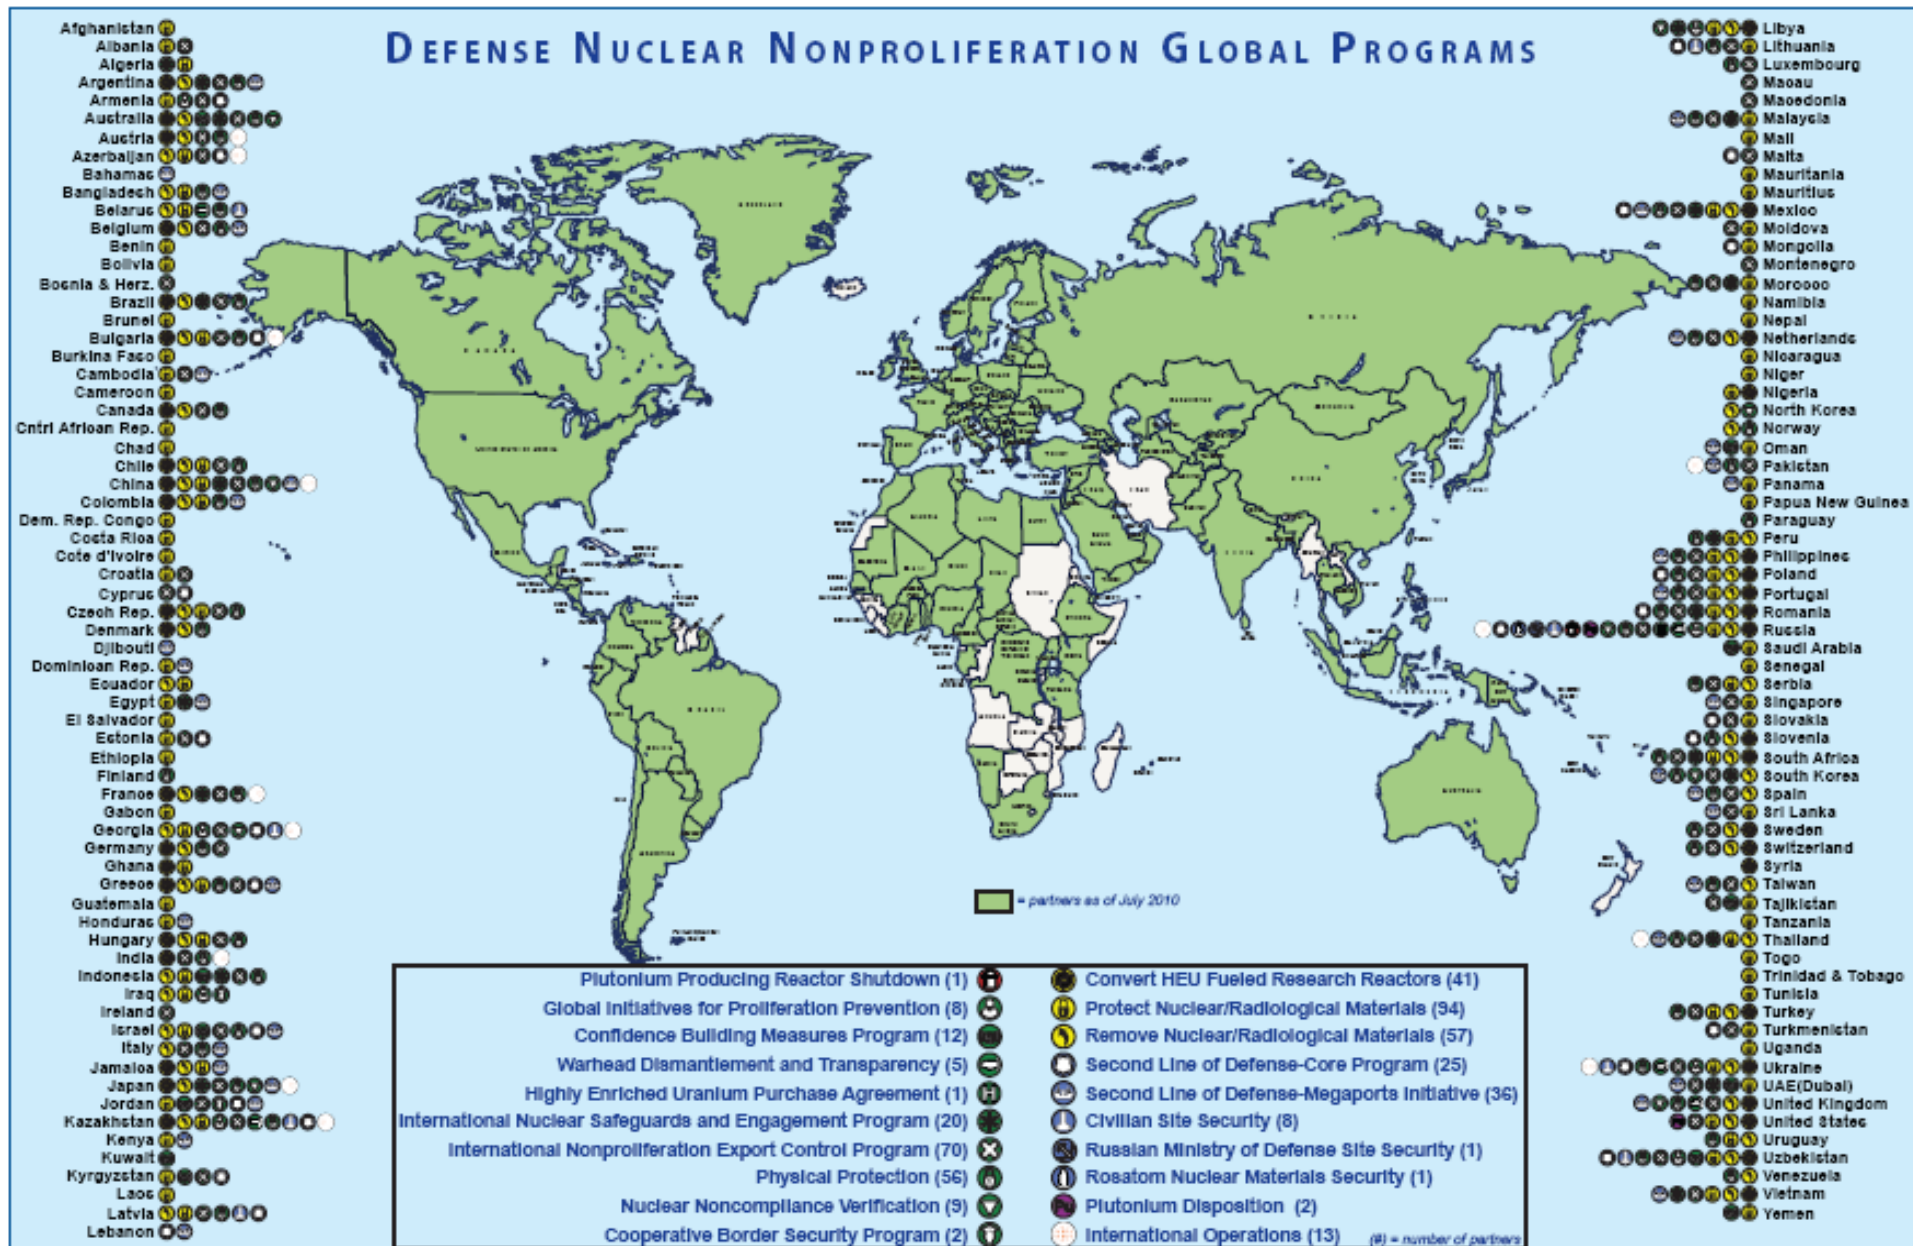 DEFENSE NUCLEAR NONPROLIFERATION GLOBAL PROGRAMS
Afghanistan
Albania
Algeria
Argentina
Armenia
Australia
Austria
Azerbaijan
Bahamas
Bangladesh
Belarus
Belgium
Benin
Bolivia
Bosnia & Herz.
Brazil
Brunei
Bulgaria
Burkina Faso
Cambodia
Cameroon
Canada
Cntrl African Rep.
Chad
Chile
China
Colombia
Dem. Rep. Congo
Costa Rica
Cote d'Ivoire
Croatia
Cyprus
Czech Rep.
Denmark
Djibouti
Dominican Rep.
Ecuador
Egypt
El Salvador
Estonia
Ethiopia
Finland
France
Gabon
Georgia
Germany
Ghana
Greece
Guatemala
Honduras
Hungary
India
Indonesia
Iraq
Ireland
Israel
Italy
Jamaica
Japan
Jordan
Kazakhstan
Kenya
Kuwait
Kyrgyzstan
Laos
Latvia
Lebanon
Libya
Lithuania
Luxembourg
Macau
Macedonia
Malaysia
Mali
Malta
Mauritania
Mauritius
Mexico
Moldova
Mongolia
Montenegro
Morocco
Namibia
Nepal
Netherlands
Nicaragua
Niger
Nigeria
North Korea
Norway
Oman
Pakistan
Panama
Papua New Guinea
Paraguay
Peru
Philippines
Poland
Portugal
Romania
Russia
Saudi Arabia
Senegal
Serbia
Singapore
Slovakia
Slovenia
South Africa
South Korea
Spain
Sri Lanka
Sweden
Switzerland
Syria
Taiwan
Tajikistan
Tanzania
Thailand
Togo
Trinidad & Tobago
Tunisia
Turkey
Turkmenistan
Uganda
Ukraine
UAE(Dubai)
United Kingdom
United States
Uruguay
Uzbekistan
Venezuela
Vietnam
Yemen
= partners as of July 2010
Plutonium Producing Reactor Shutdown (1)
Global Initiatives for Proliferation Prevention (8)
Confidence Building Measures Program (12)
Warhead Dismantlement and Transparency (5)
Highly Enriched Uranium Purchase Agreement (1)
International Nuclear Safeguards and Engagement Program (20)
International Nonproliferation Export Control Program (70)
Physical Protection (56)
Nuclear Noncompliance Verification (9)
Cooperative Border Security Program (2)
Convert HEU Fueled Research Reactors (41)
Protect Nuclear/Radiological Materials (94)
Remove Nuclear/Radiological Materials (57)
Second Line of Defense-Core Program (25)
Second Line of Defense-Megaports Initiative (36)
Civilian Site Security (8)
Russian Ministry of Defense Site Security (1)
Rosatom Nuclear Materials Security (1)
Plutonium Disposition (2)
International Operations (13)
(#) = number of partners